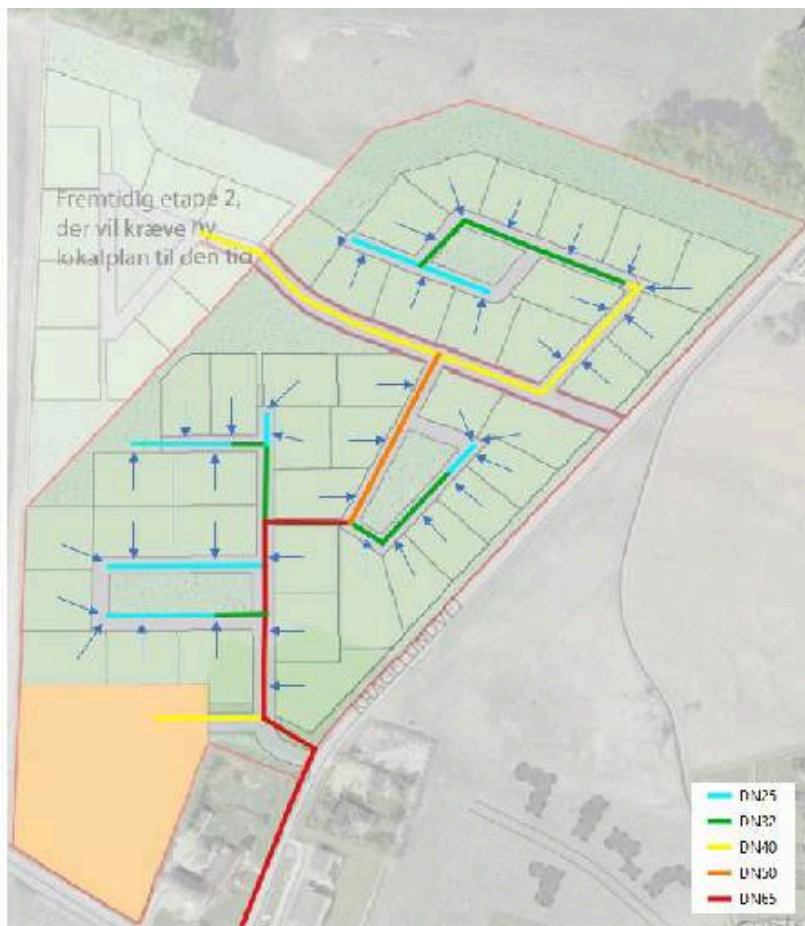 Fremtidig etape 2,
der vil kræve ny
lokalplan til den tid
DN25
DN32
DN40
DN50
DN65